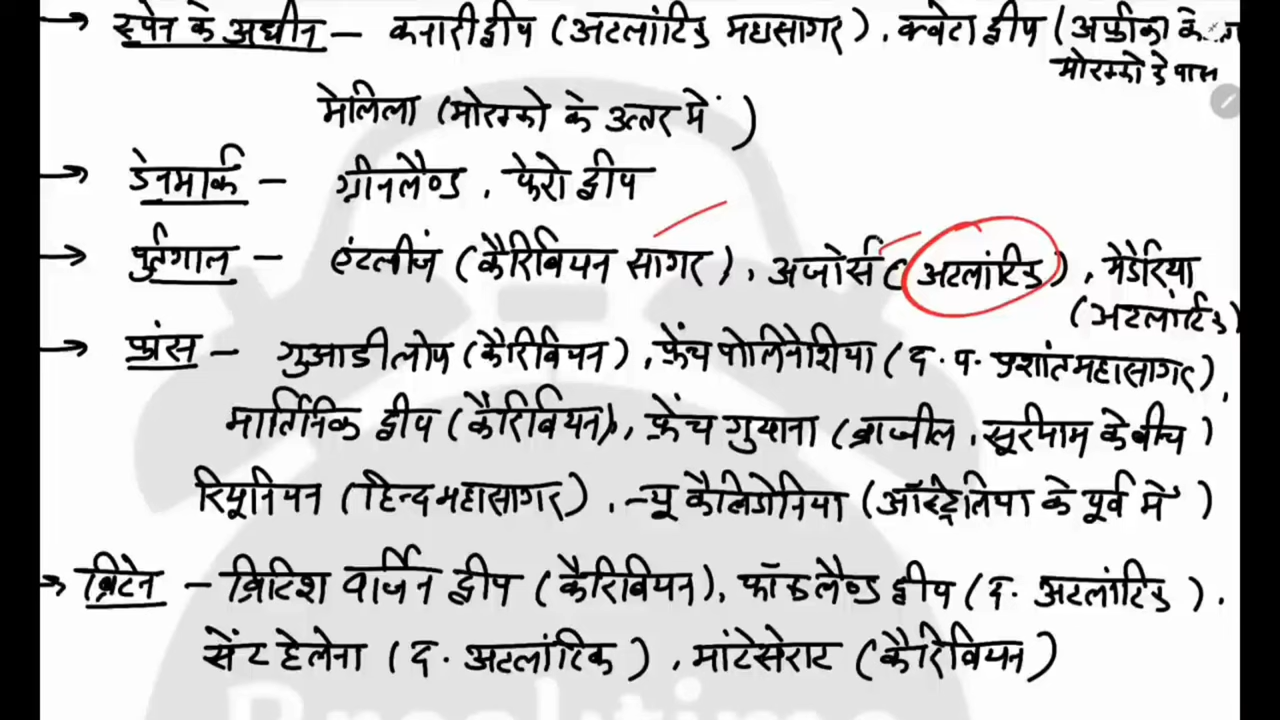 → स्पेन के अधीन – कनारी द्वीप (अटलांटिक महासागर), क्वेटा द्वीप (अफ्रीका के
मोरक्को के पास
मेलिला (मोरक्को के उत्तर में)
→ डेनमार्क – ग्रीनलैण्ड, फेरो द्वीप
→ पुर्तगाल – एंटलीज (कैरिबियन सागर), अजोर्स (अटलांटिक), मेडेरिया
(अटलांटिक)
→ फ्रांस – गुआडीलोप (कैरिबियन), फ्रेंच पोलिनेशिया (द. प. प्रशांत महासागर),
मार्तिनिक द्वीप (कैरिबियन), फ्रेंच गुयाना (ब्राजील, सूरीनाम के बीच)
रियूनियन (हिन्द महासागर), न्यू कैलिडोनिया (ऑस्ट्रेलिया के पूर्व में)
→ ब्रिटेन – ब्रिटिश वर्जिन द्वीप (कैरिबियन), फॉकलैण्ड द्वीप (द. अटलांटिक).
सेंट हेलेना (द. अटलांटिक), मांटेसेराट (कैरिबियन)